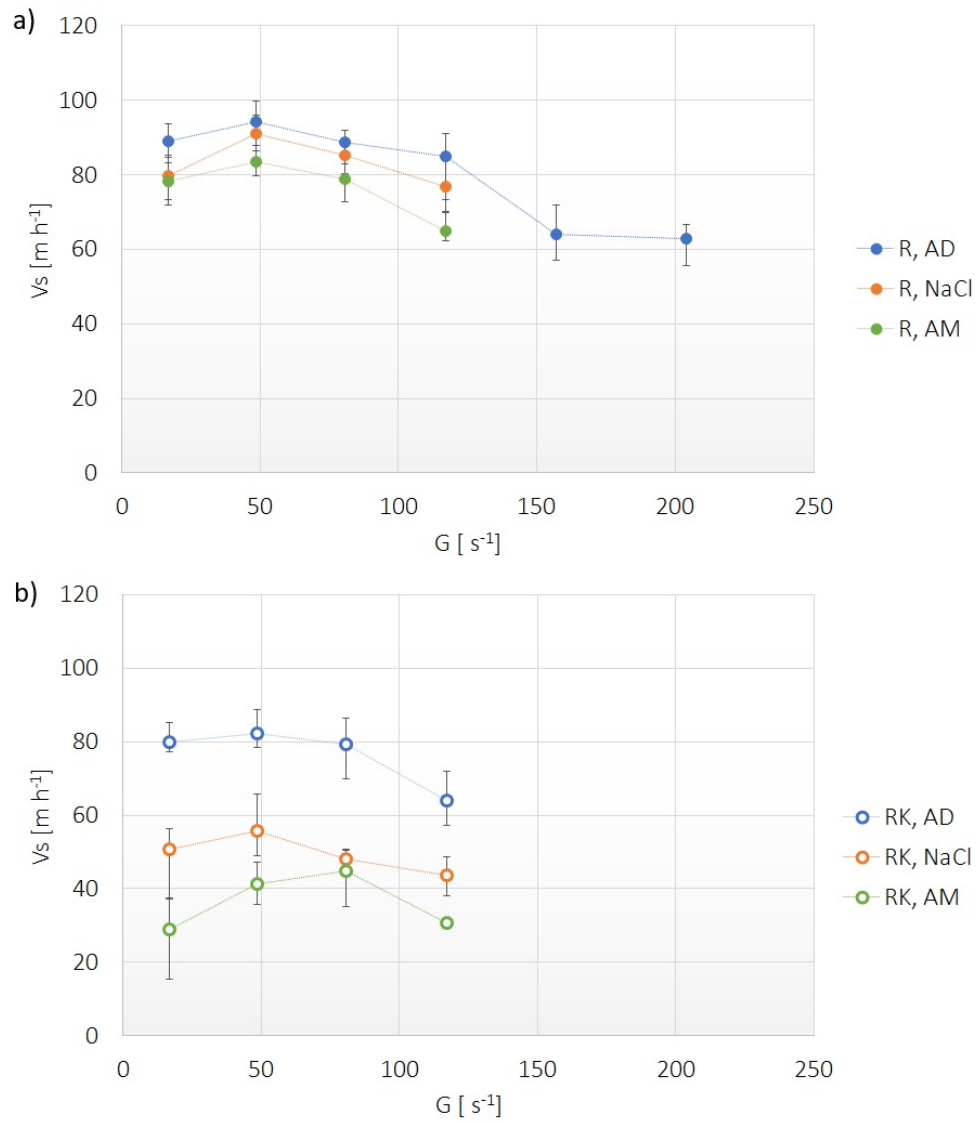 a)
120
100
80
60
40
20
0
Vs [m h-1]
0 50 100 150 200 250
G [ s-1]
R, AD
R, NaCl
R, AM
b)
120
100
80
60
40
20
0
Vs [m h-1]
0 50 100 150 200 250
G [ s-1]
RK, AD
RK, NaCl
RK, AM